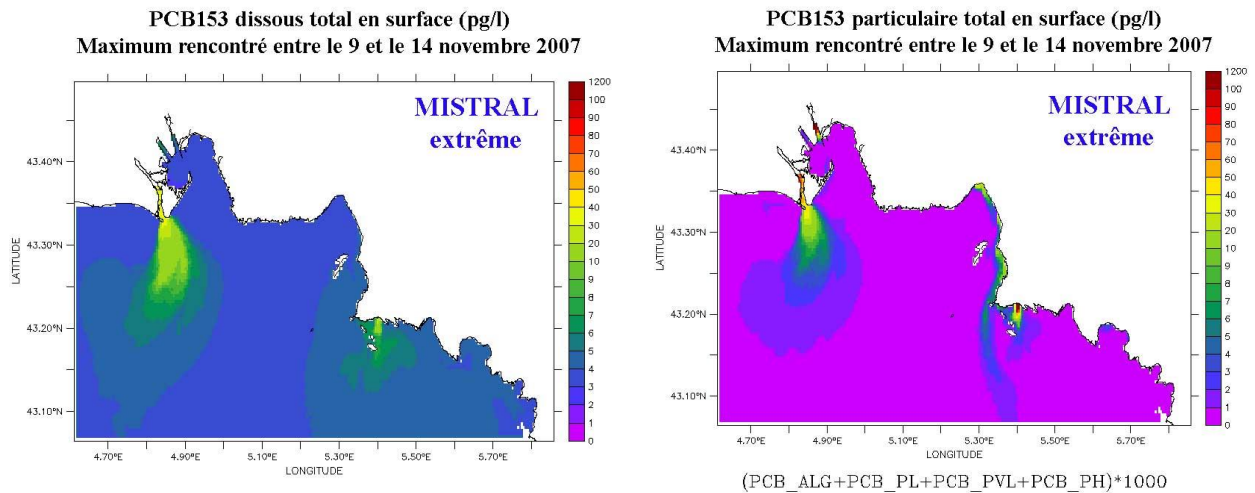 PCB153 dissous total en surface (pg/l)
Maximum rencontré entre le 9 et le 14 novembre 2007
MISTRAL
extrême
43.40°N
43.30°N
43.20°N
43.10°N
LATITUDE
4.70°E 4.90°E 5.10°E 5.30°E 5.50°E 5.70°E
LONGITUDE
1200
100
90
80
70
60
50
40
30
20
10
9
8
7
6
5
4
3
2
1
0
PCB153 particulaire total en surface (pg/l)
Maximum rencontré entre le 9 et le 14 novembre 2007
MISTRAL
extrême
43.40°N
43.30°N
43.20°N
43.10°N
LATITUDE
4.70°E 4.90°E 5.10°E 5.30°E 5.50°E 5.70°E
LONGITUDE
1200
100
90
80
70
60
50
40
30
20
10
9
8
7
6
5
4
3
2
1
0
(PCB_ALG+PCB_PL+PCB_PVL+PCB_PH)*1000